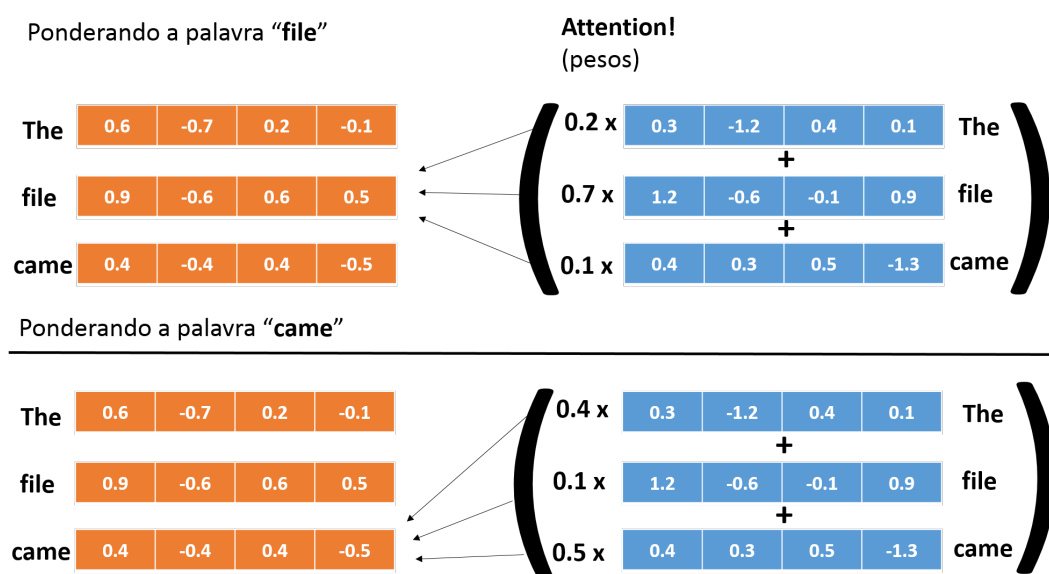 Ponderando a palavra “file”
Attention!
(pesos)
The 0.6 -0.7 0.2 -0.1 0.2 x 0.3 -1.2 0.4 0.1 The
+
file 0.9 -0.6 0.6 0.5 0.7 x 1.2 -0.6 -0.1 0.9 file
+
came 0.4 -0.4 0.4 -0.5 0.1 x 0.4 0.3 0.5 -1.3 came
Ponderando a palavra “came”
The 0.6 -0.7 0.2 -0.1 0.4 x 0.3 -1.2 0.4 0.1 The
+
file 0.9 -0.6 0.6 0.5 0.1 x 1.2 -0.6 -0.1 0.9 file
+
came 0.4 -0.4 0.4 -0.5 0.5 x 0.4 0.3 0.5 -1.3 came